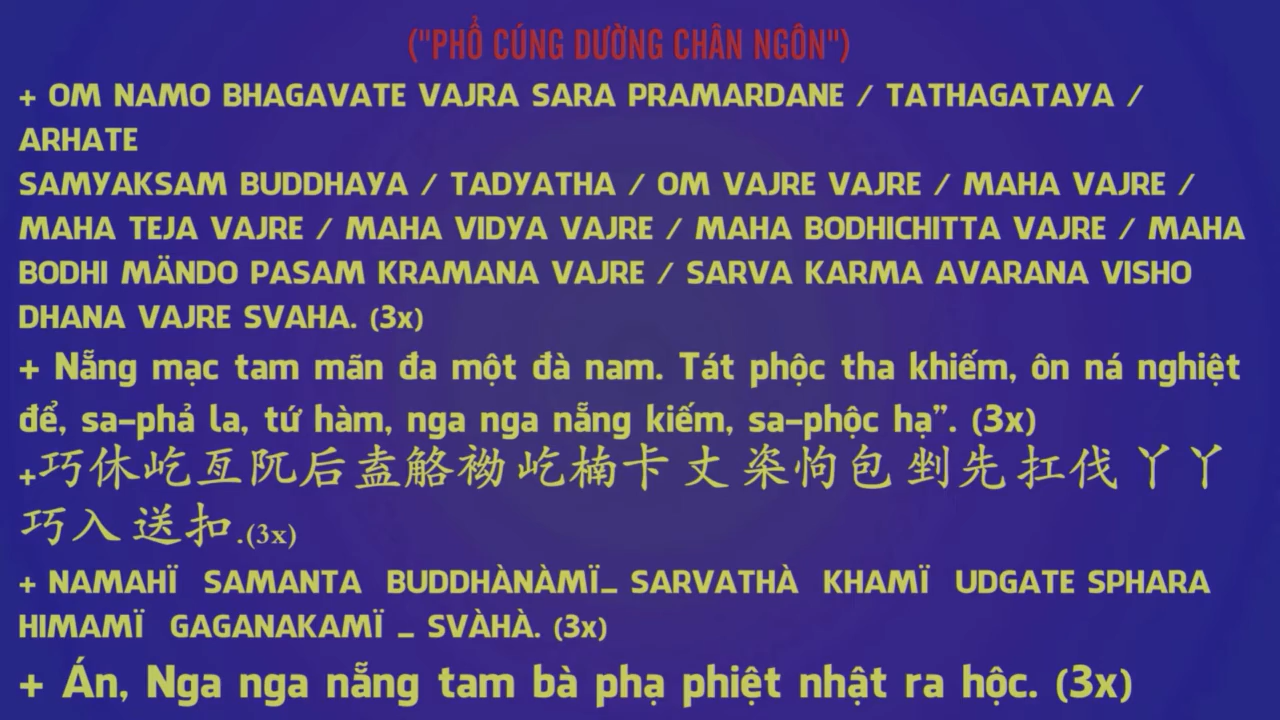 ("PHỔ CÚNG DƯỜNG CHÂN NGÔN")
+ OM NAMO BHAGAVATE VAJRA SARA PRAMARDANE / TATHAGATAYA /
ARHATE
SAMYAKSAM BUDDHAYA / TADYATHA / OM VAJRE VAJRE / MAHA VAJRE /
MAHA TEJA VAJRE / MAHA VIDYA VAJRE / MAHA BODHICHITTA VAJRE / MAHA
BODHI MÄNDO PASAM KRAMANA VAJRE / SARVA KARMA AVARANA VISHO
DHANA VAJRE SVAHA. (3x)
+ Nẵng mạc tam mãn đa một đà nam. Tát phộc tha khiếm, ôn ná nghiệt
để, sa-phả la, tứ hàm, nga nga nẵng kiếm, sa-phộc hạ”. (3x)
+巧休屹亙阢后盍觡袎屹楠卡丈楶怐包剉先扛伐丫丫
巧入送扣.(3x)
+ NAMAHÏ SAMANTA BUDDHÀNÀMÏ_ SARVATHÀ KHAMÏ UDGATE SPHARA
HIMAMÏ GAGANAKAMÏ _ SVÀHÀ. (3x)
+ Án, Nga nga nẵng tam bà phạ phiệt nhật ra hộc. (3x)